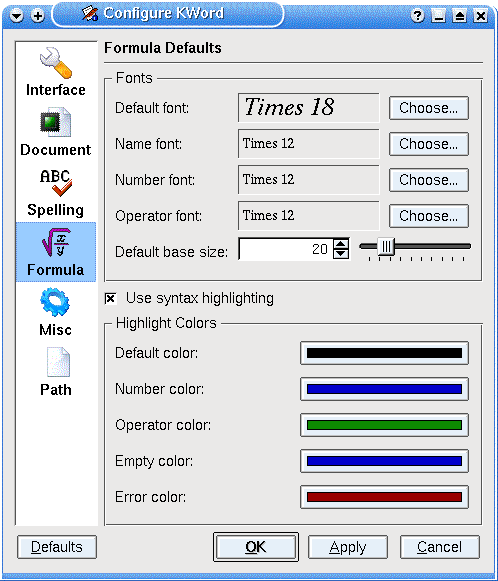 Configure KWord
Formula Defaults
Interface
Document
ABC
Spelling
x
y
Formula
Misc
Path
Fonts
Default font: Times 18 Choose...
Name font: Times 12 Choose...
Number font: Times 12 Choose...
Operator font: Times 12 Choose...
Default base size: 20
Use syntax highlighting
Highlight Colors
Default color:
Number color:
Operator color:
Empty color:
Error color:
Defaults OK Apply Cancel